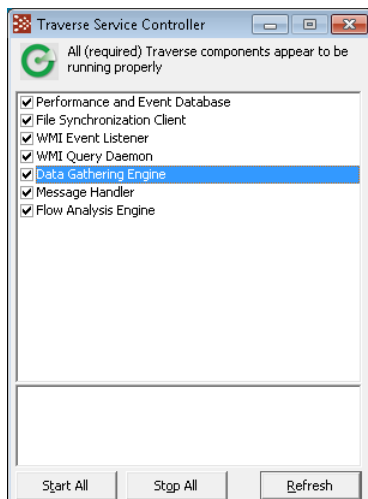 Traverse Service Controller
All (required) Traverse components appear to be
running properly
Performance and Event Database
File Synchronization Client
WMI Event Listener
WMI Query Daemon
Data Gathering Engine
Message Handler
Flow Analysis Engine
Start All
Stop All
Refresh